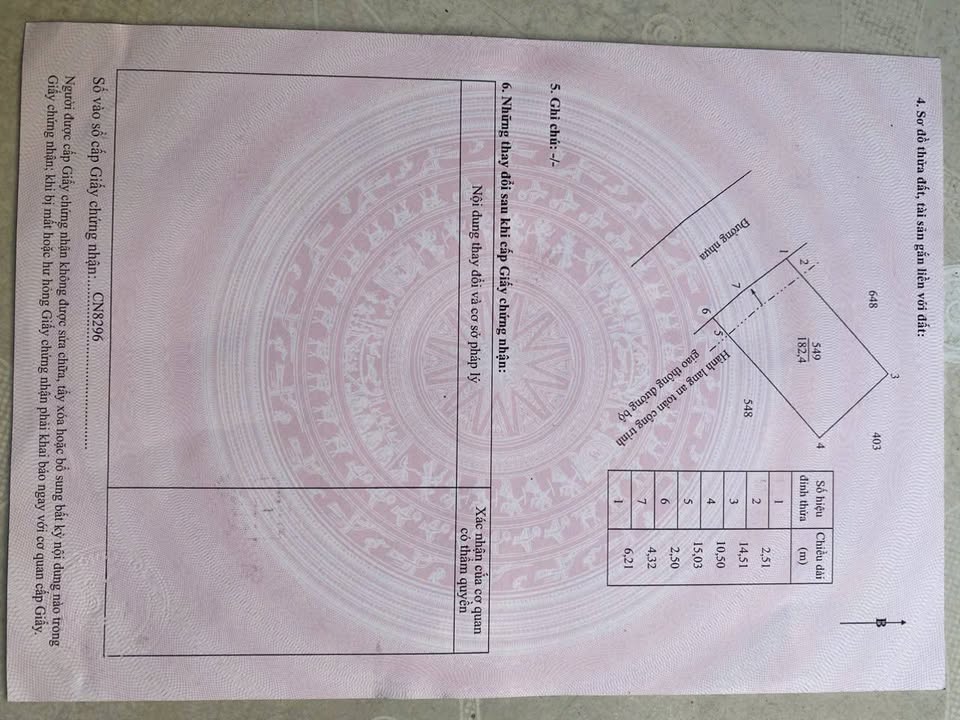 4. Sơ đồ thửa đất, tài sản gắn liền với đất:
B
648
403
3
549
182,4
4
1
2
548
Đường nhựa
7
6
5
Hành lang an toàn công trình
giao thông đường bộ
Số hiệu đỉnh thửa
Chiều dài (m)
1
2,51
2
14,51
3
10,50
4
15,03
5
2,50
6
4,32
7
6,21
1
5. Ghi chú: -/-
6. Những thay đổi sau khi cấp Giấy chứng nhận:
Nội dung thay đổi và cơ sở pháp lý
Xác nhận của cơ quan
có thẩm quyền
Số vào sổ cấp Giấy chứng nhận: CN8296
Người được cấp Giấy chứng nhận không được sửa chữa, tẩy xóa hoặc bổ sung bất kỳ nội dung nào trong
Giấy chứng nhận; khi bị mất hoặc hư hỏng Giấy chứng nhận phải khai báo ngay với cơ quan cấp Giấy.